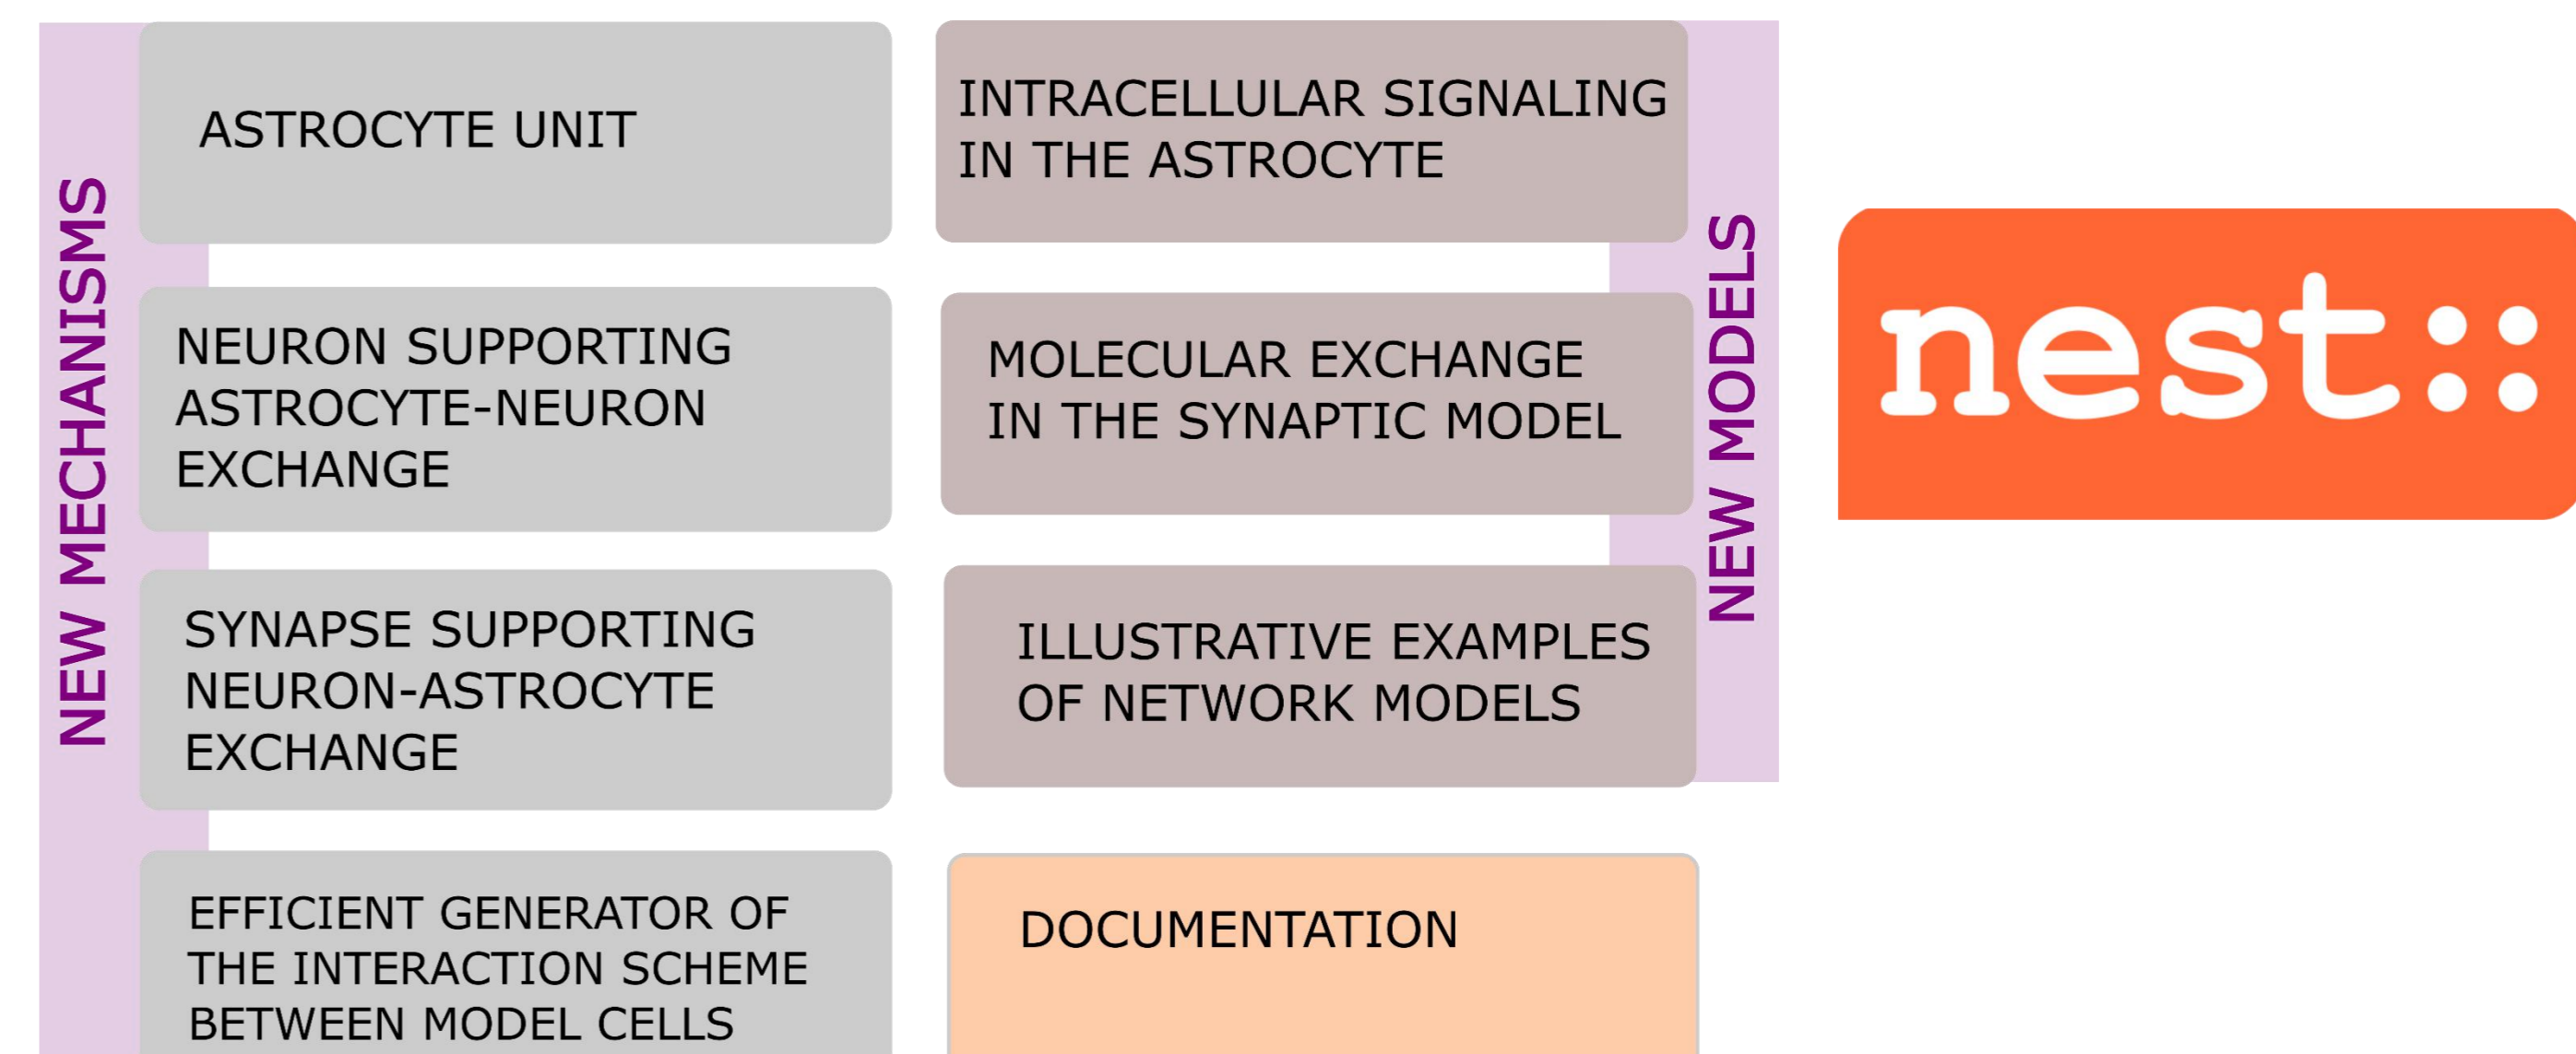 NEW MECHANISMS
ASTROCYTE UNIT
NEURON SUPPORTING
ASTROCYTE-NEURON
EXCHANGE
SYNAPSE SUPPORTING
NEURON-ASTROCYTE
EXCHANGE
EFFICIENT GENERATOR OF
THE INTERACTION SCHEME
BETWEEN MODEL CELLS
INTRACELLULAR SIGNALING
IN THE ASTROCYTE
MOLECULAR EXCHANGE
IN THE SYNAPTIC MODEL
ILLUSTRATIVE EXAMPLES
OF NETWORK MODELS
DOCUMENTATION
NEW MODELS
nest::